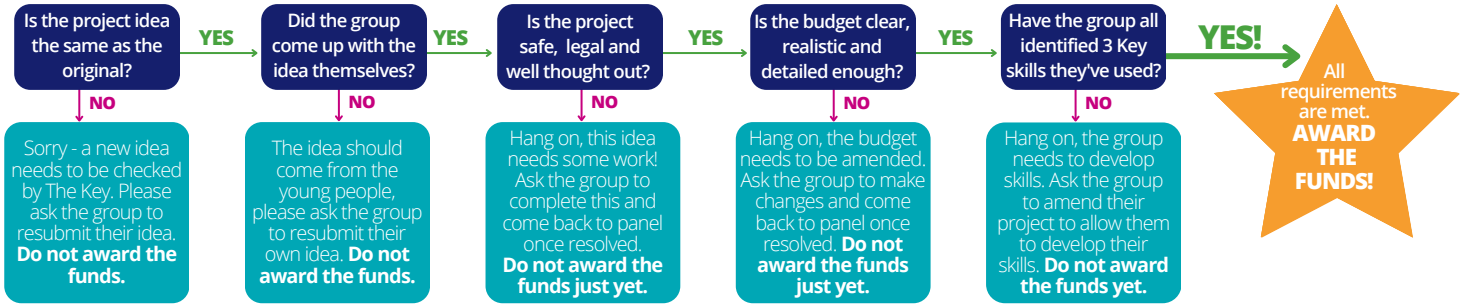 Is the project idea
the same as the
original?
YES
Did the group
come up with the
idea themselves?
YES
Is the project
safe, legal and
well thought out?
YES
Is the budget clear,
realistic and
detailed enough?
YES
Have the group all
identified 3 Key
skills they've used?
YES!
All
requirements
are met.
AWARD
THE
FUNDS!
NO
Sorry - a new idea
needs to be checked
by The Key. Please
ask the group to
resubmit their idea.
Do not award the
funds.
NO
The idea should
come from the
young people,
please ask the group
to resubmit their
own idea. Do not
award the funds.
NO
Hang on, this idea
needs some work!
Ask the group to
complete this and
come back to panel
once resolved.
Do not award the
funds just yet.
NO
Hang on, the budget
needs to be amended.
Ask the group to make
changes and come
back to panel once
resolved. Do not
award the funds
just yet.
NO
Hang on, the group
needs to develop
skills. Ask the group
to amend their
project to allow them
to develop their
skills. Do not award
the funds yet.